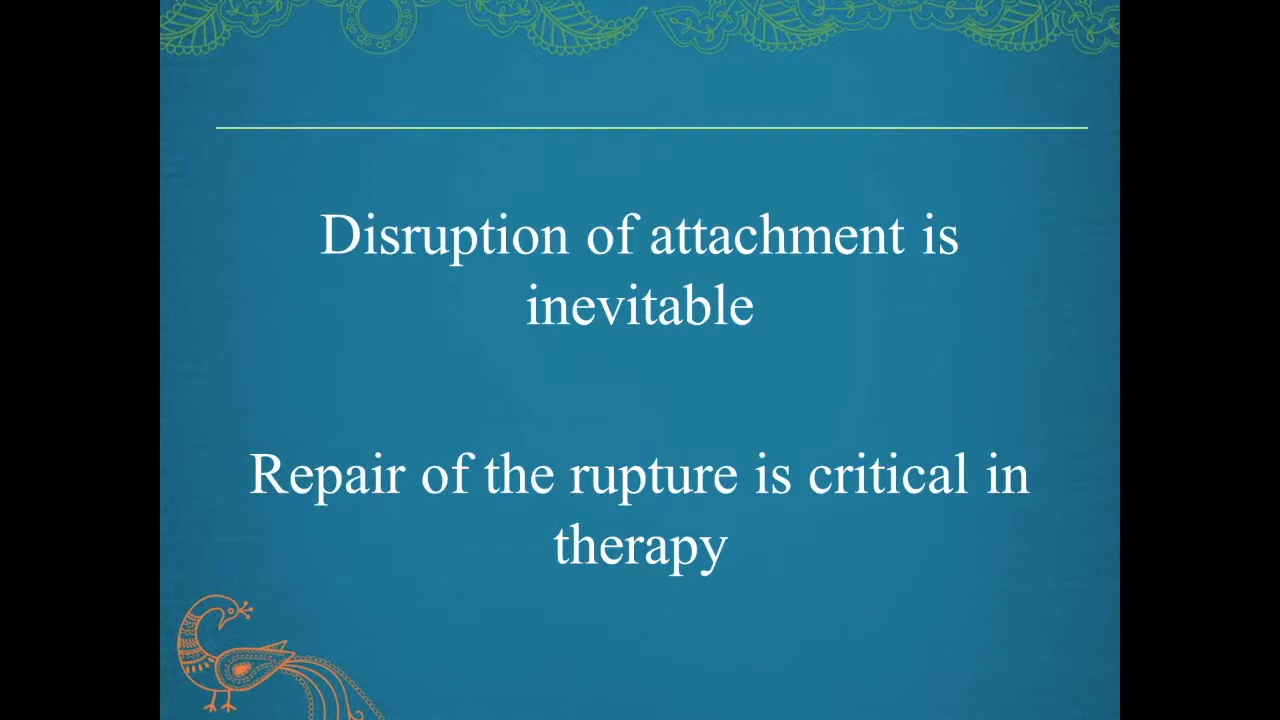 Disruption of attachment is
inevitable
Repair of the rupture is critical in
therapy